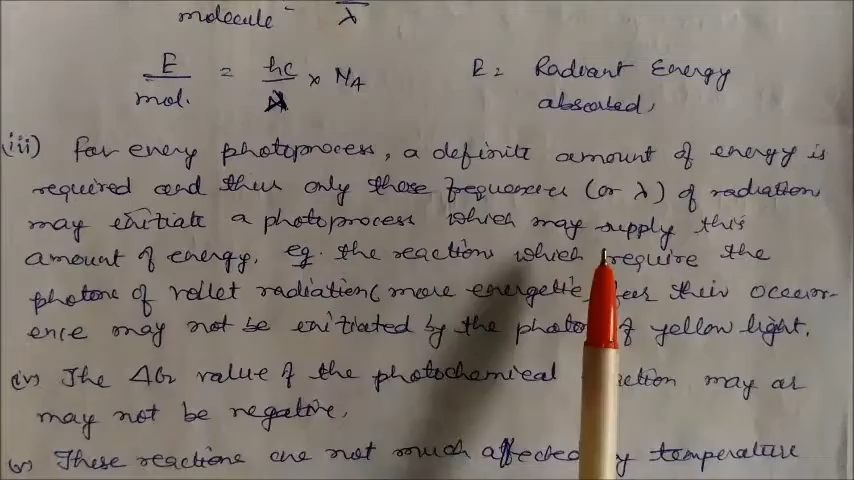 molecule = λ
E / mol. = hc / λ × NA E = Radiant Energy
absorbed,
(iii) For every photoprocess, a definite amount of energy is
required and thus only those frequencies (or λ) of radiation
may initiate a photoprocess which may supply this
amount of energy. eg. the reactions which require the
photons of violet radiation (more energetic their occurr-
ence may not be initiated by the photon of yellow light.
(iv) The ΔG value of the photochemical may or
may not be negative.
(v) These reactions are not much affected by temperature